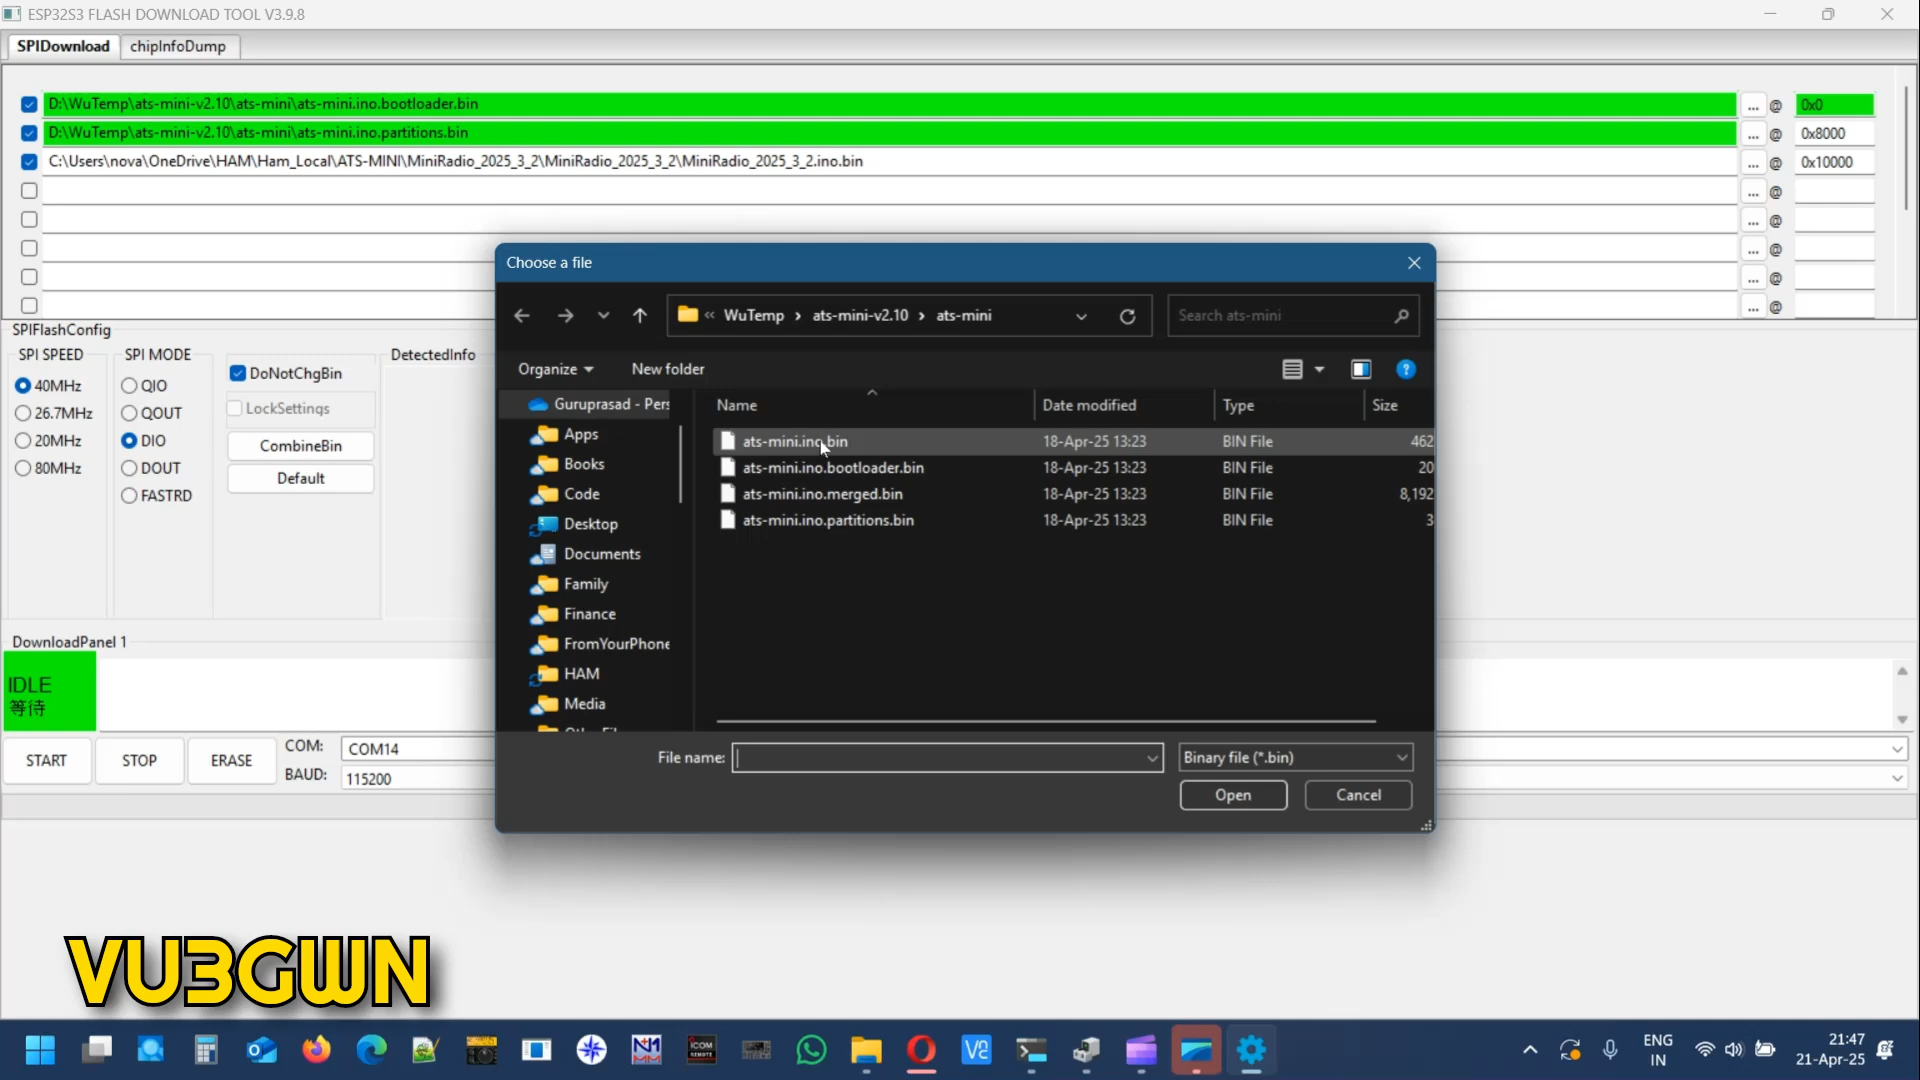 ESP32S3 FLASH DOWNLOAD TOOL V3.9.8
SPIDownload
chipInfoDump
D:\WuTemp\ats-mini-v2.10\ats-mini\ats-mini.ino.bootloader.bin
... @ 0x0
D:\WuTemp\ats-mini-v2.10\ats-mini\ats-mini.ino.partitions.bin
... @ 0x8000
C:\Users\nova\OneDrive\HAM\Ham_Local\ATS-MINI\MiniRadio_2025_3_2\MiniRadio_2025_3_2\MiniRadio_2025_3_2.ino.bin
... @ 0x10000
... @
... @
... @
... @
... @
SPIFlashConfig
SPI SPEED
40MHz
26.7MHz
20MHz
80MHz
SPI MODE
QIO
QOUT
DIO
DOUT
FASTRD
DoNotChgBin
LockSettings
CombineBin
Default
DetectedInfo
DownloadPanel 1
IDLE
等待
START
STOP
ERASE
COM:
COM14
BAUD:
115200
Choose a file
« WuTemp › ats-mini-v2.10 › ats-mini
Search ats-mini
Organize
New folder
?
Guruprasad - Pers
Apps
Books
Code
Desktop
Documents
Family
Finance
FromYourPhone
HAM
Media
Name
Date modified
Type
Size
ats-mini.ino.bin 18-Apr-25 13:23 BIN File 462
ats-mini.ino.bootloader.bin 18-Apr-25 13:23 BIN File 20
ats-mini.ino.merged.bin 18-Apr-25 13:23 BIN File 8,192
ats-mini.ino.partitions.bin 18-Apr-25 13:23 BIN File 3
File name:
Binary file (*.bin)
Open
Cancel
VU3GWN
ENG
IN
21:47
21-Apr-25